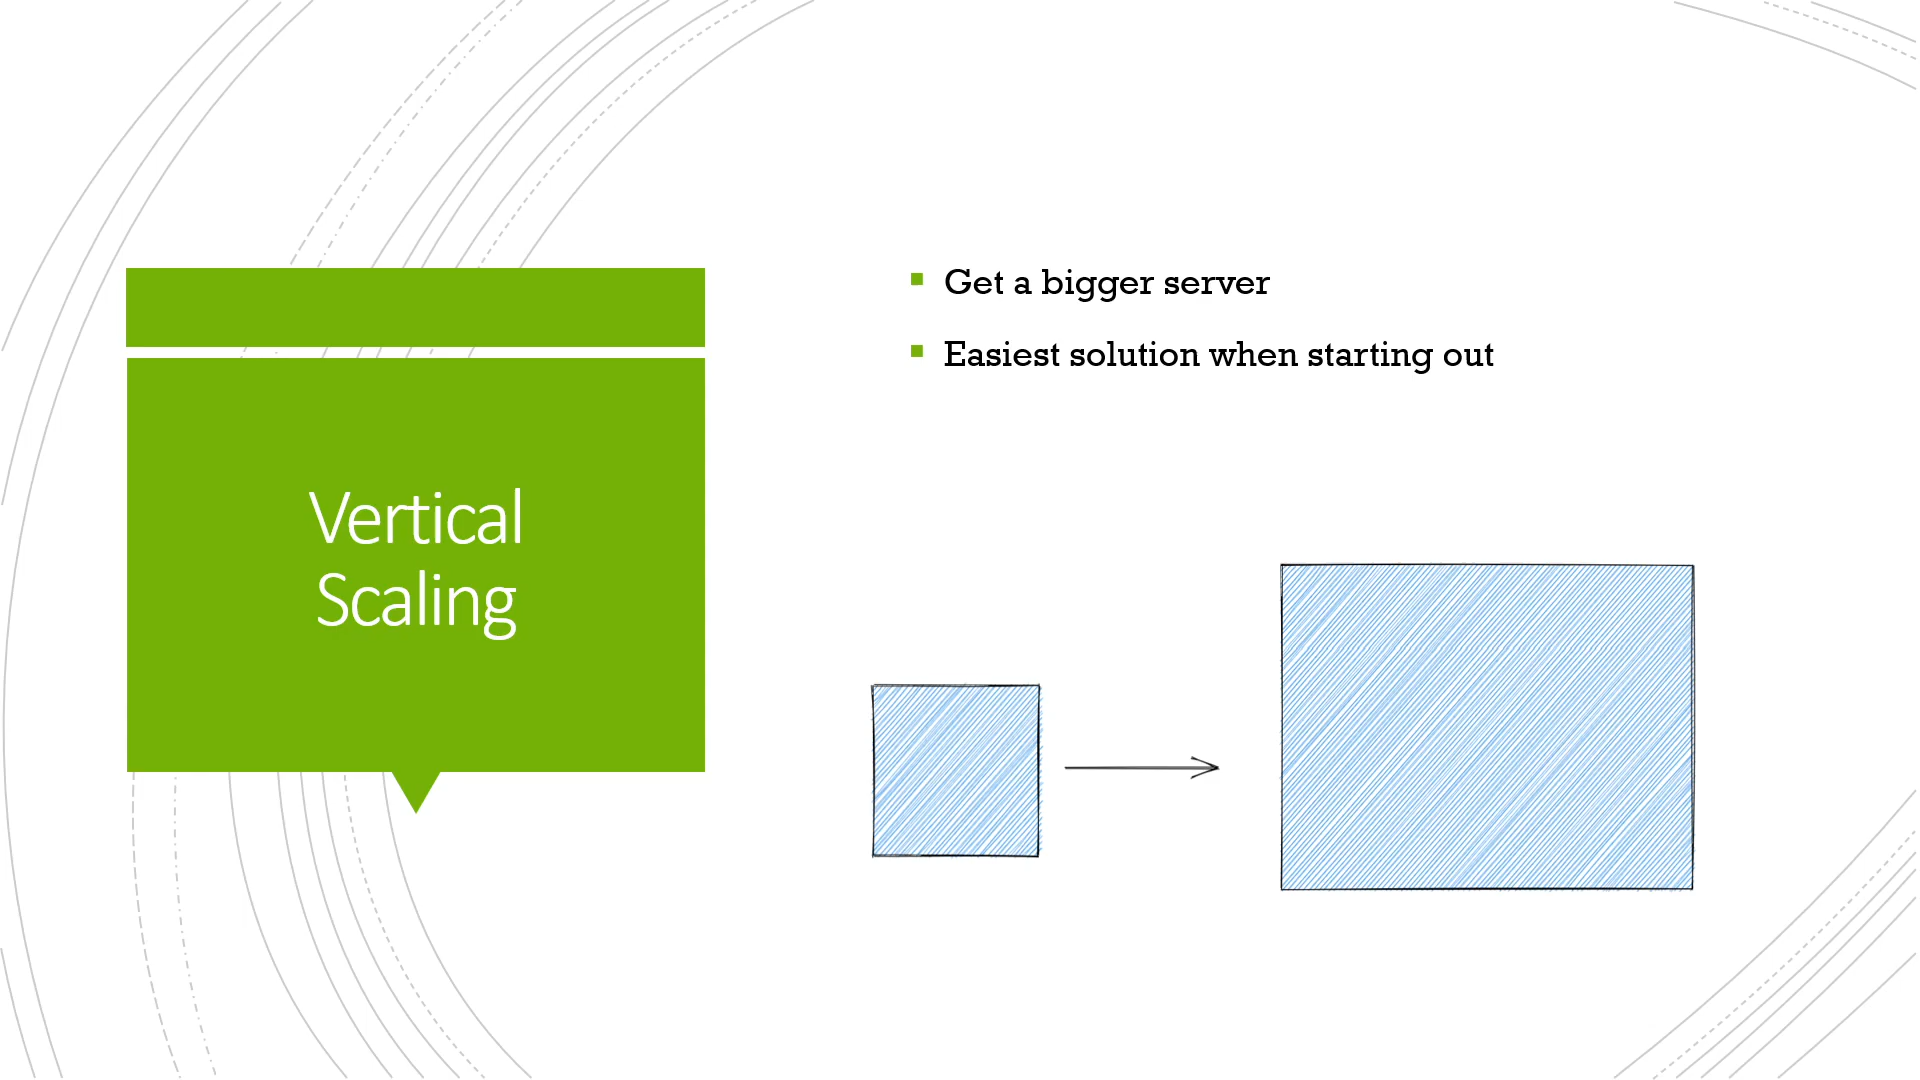 Vertical
Scaling
Get a bigger server
Easiest solution when starting out